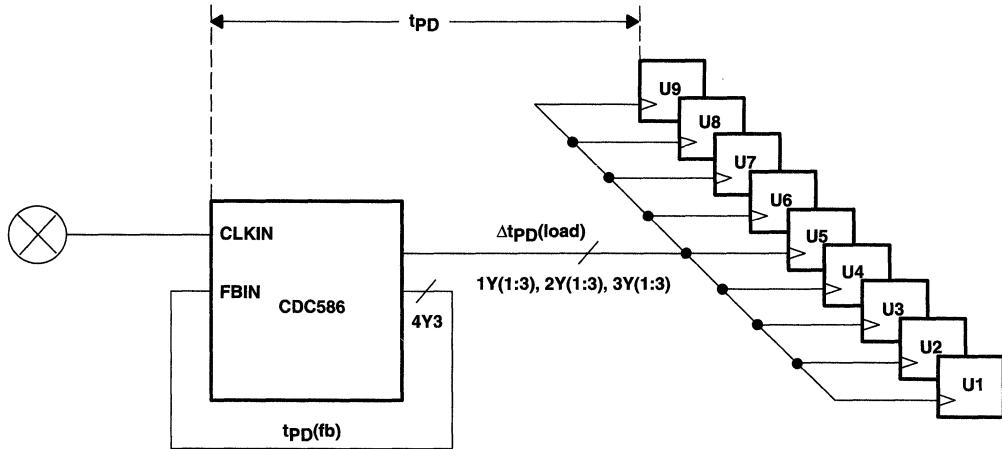 tPD
U9
U8
U7
U6
U5
U4
U3
U2
U1
CLKIN
FBIN
CDC586
4Y3
ΔtPD(load)
1Y(1:3), 2Y(1:3), 3Y(1:3)
tPD(fb)